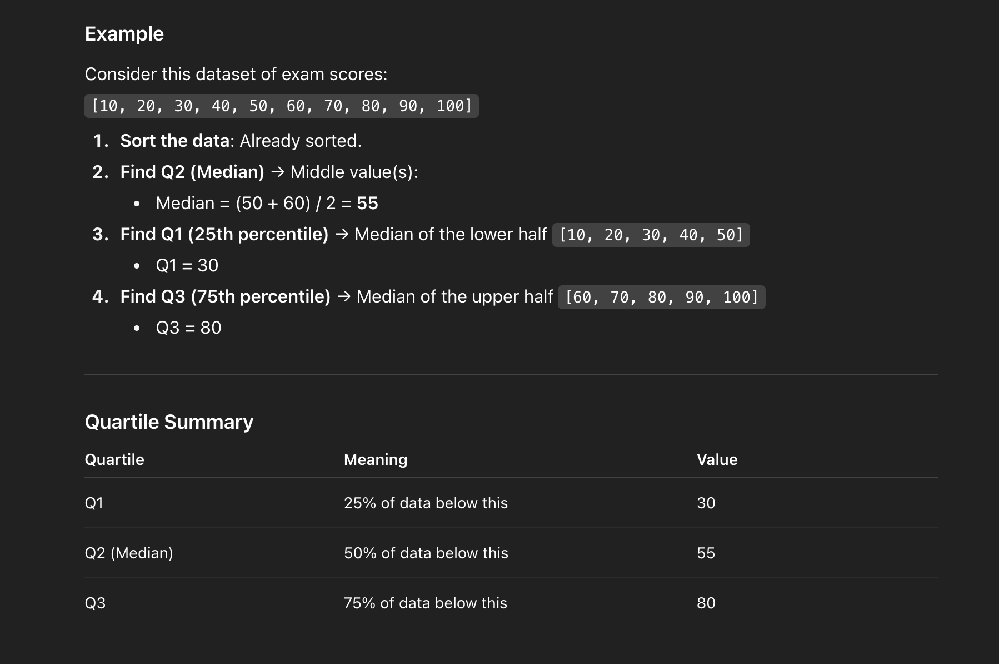 Example
Consider this dataset of exam scores:
[10, 20, 30, 40, 50, 60, 70, 80, 90, 100]
1. Sort the data: Already sorted.
2. Find Q2 (Median) → Middle value(s):
• Median = (50 + 60) / 2 = 55
3. Find Q1 (25th percentile) → Median of the lower half [10, 20, 30, 40, 50]
• Q1 = 30
4. Find Q3 (75th percentile) → Median of the upper half [60, 70, 80, 90, 100]
• Q3 = 80
Quartile Summary
Quartile Meaning Value
Q1 25% of data below this 30
Q2 (Median) 50% of data below this 55
Q3 75% of data below this 80